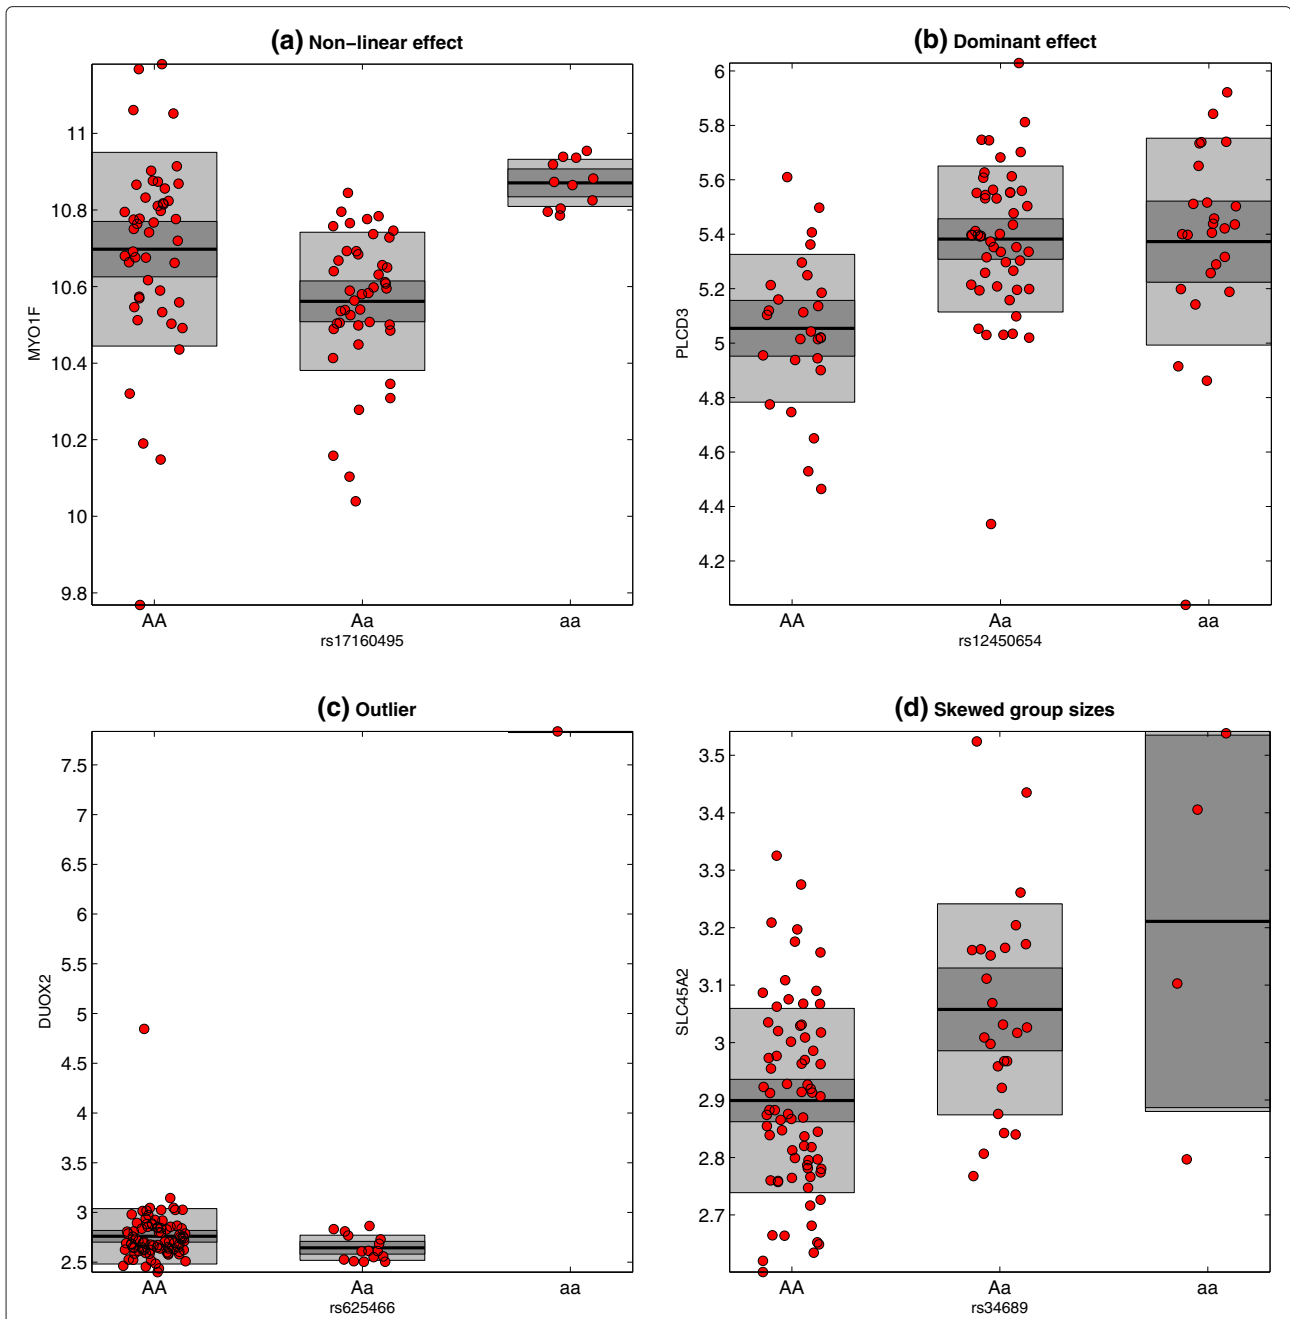 (a) Non-linear effect
MYO1F
11
10.8
10.6
10.4
10.2
10
9.8
AA Aa aa
rs17160495
(b) Dominant effect
PLCD3
6
5.8
5.6
5.4
5.2
5
4.8
4.6
4.4
4.2
AA Aa aa
rs12450654
(c) Outlier
DUOX2
7.5
7
6.5
6
5.5
5
4.5
4
3.5
3
2.5
AA Aa aa
rs625466
(d) Skewed group sizes
SLC45A2
3.5
3.4
3.3
3.2
3.1
3
2.9
2.8
2.7
AA Aa aa
rs34689